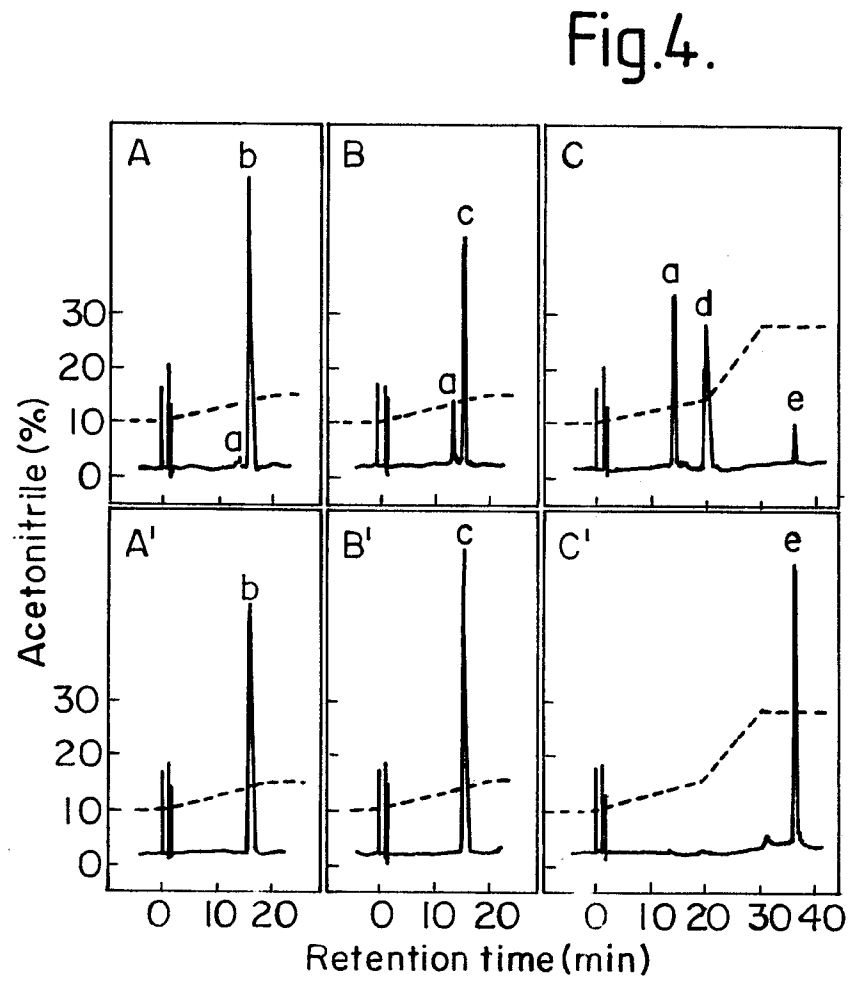 Fig.4.
A
b
a
B
c
a
C
a
d
e
30
20
10
0
A'
b
B'
c
C'
e
30
20
10
0
Acetonitrile (%)
0 10 20
0 10 20
0 10 20 30 40
Retention time (min)